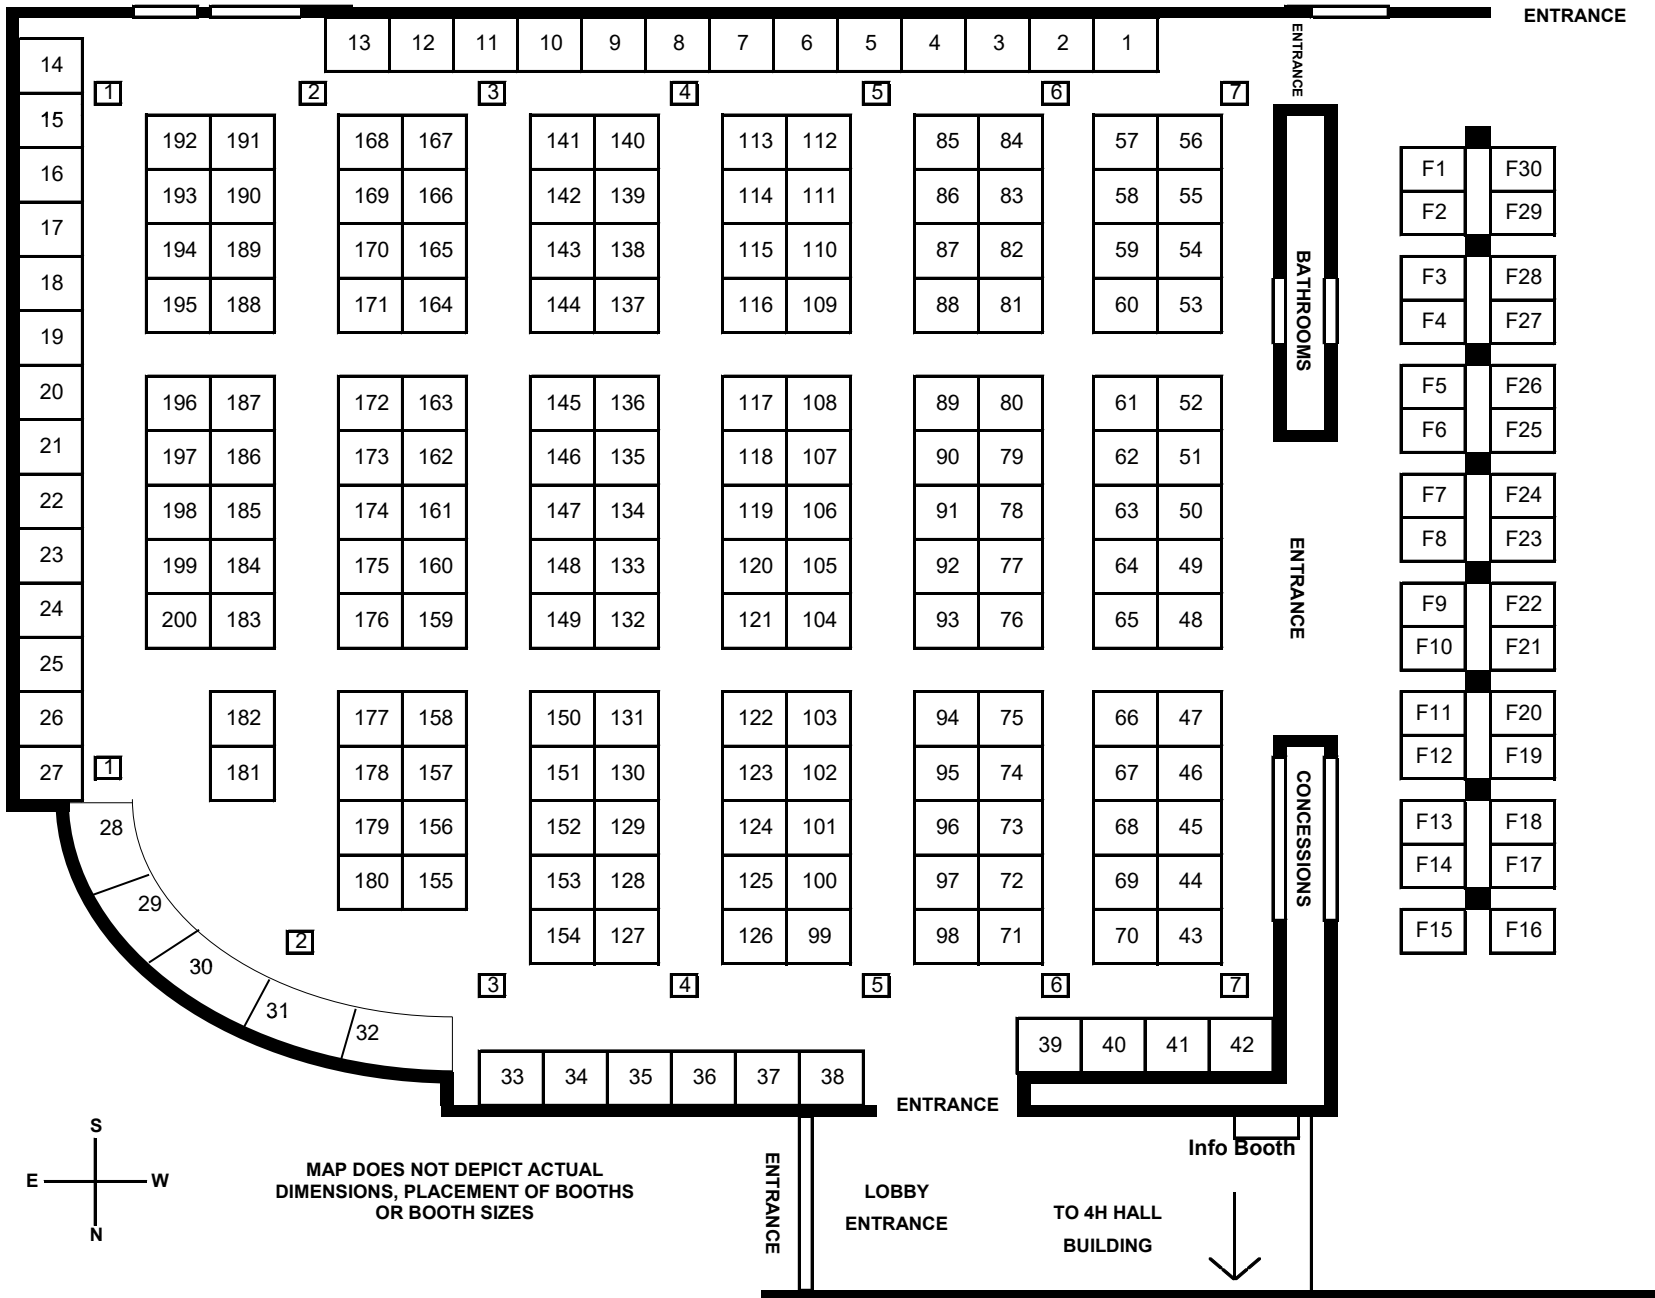 ENTRANCE
13 12 11 10 9 8 7 6 5 4 3 2 1
ENTRANCE
14
1 2 3 4 5 6 7
15
192 191 168 167 141 140 113 112 85 84 57 56
F1 F30
16
193 190 169 166 142 139 114 111 86 83 58 55
F2 F29
17
194 189 170 165 143 138 115 110 87 82 59 54
F3 F28
18
195 188 171 164 144 137 116 109 88 81 60 53
BATHROOMS
F4 F27
19
20
196 187 172 163 145 136 117 108 89 80 61 52
F5 F26
21
197 186 173 162 146 135 118 107 90 79 62 51
F6 F25
22
198 185 174 161 147 134 119 106 91 78 63 50
F7 F24
23
199 184 175 160 148 133 120 105 92 77 64 49
ENTRANCE
F8 F23
24
200 183 176 159 149 132 121 104 93 76 65 48
F9 F22
25
F10 F21
26
182 177 158 150 131 122 103 94 75 66 47
F11 F20
27
1
181 178 157 151 130 123 102 95 74 67 46
F12 F19
28
179 156 152 129 124 101 96 73 68 45
CONCESSIONS
F13 F18
29
180 155 153 128 125 100 97 72 69 44
F14 F17
30
2
154 127 126 99 98 71 70 43
F15 F16
31
3 4 5 6 7
32
39 40 41 42
33 34 35 36 37 38
ENTRANCE
S
E W
N
MAP DOES NOT DEPICT ACTUAL
DIMENSIONS, PLACEMENT OF BOOTHS
OR BOOTH SIZES
ENTRANCE
LOBBY
ENTRANCE
Info Booth
TO 4H HALL
BUILDING